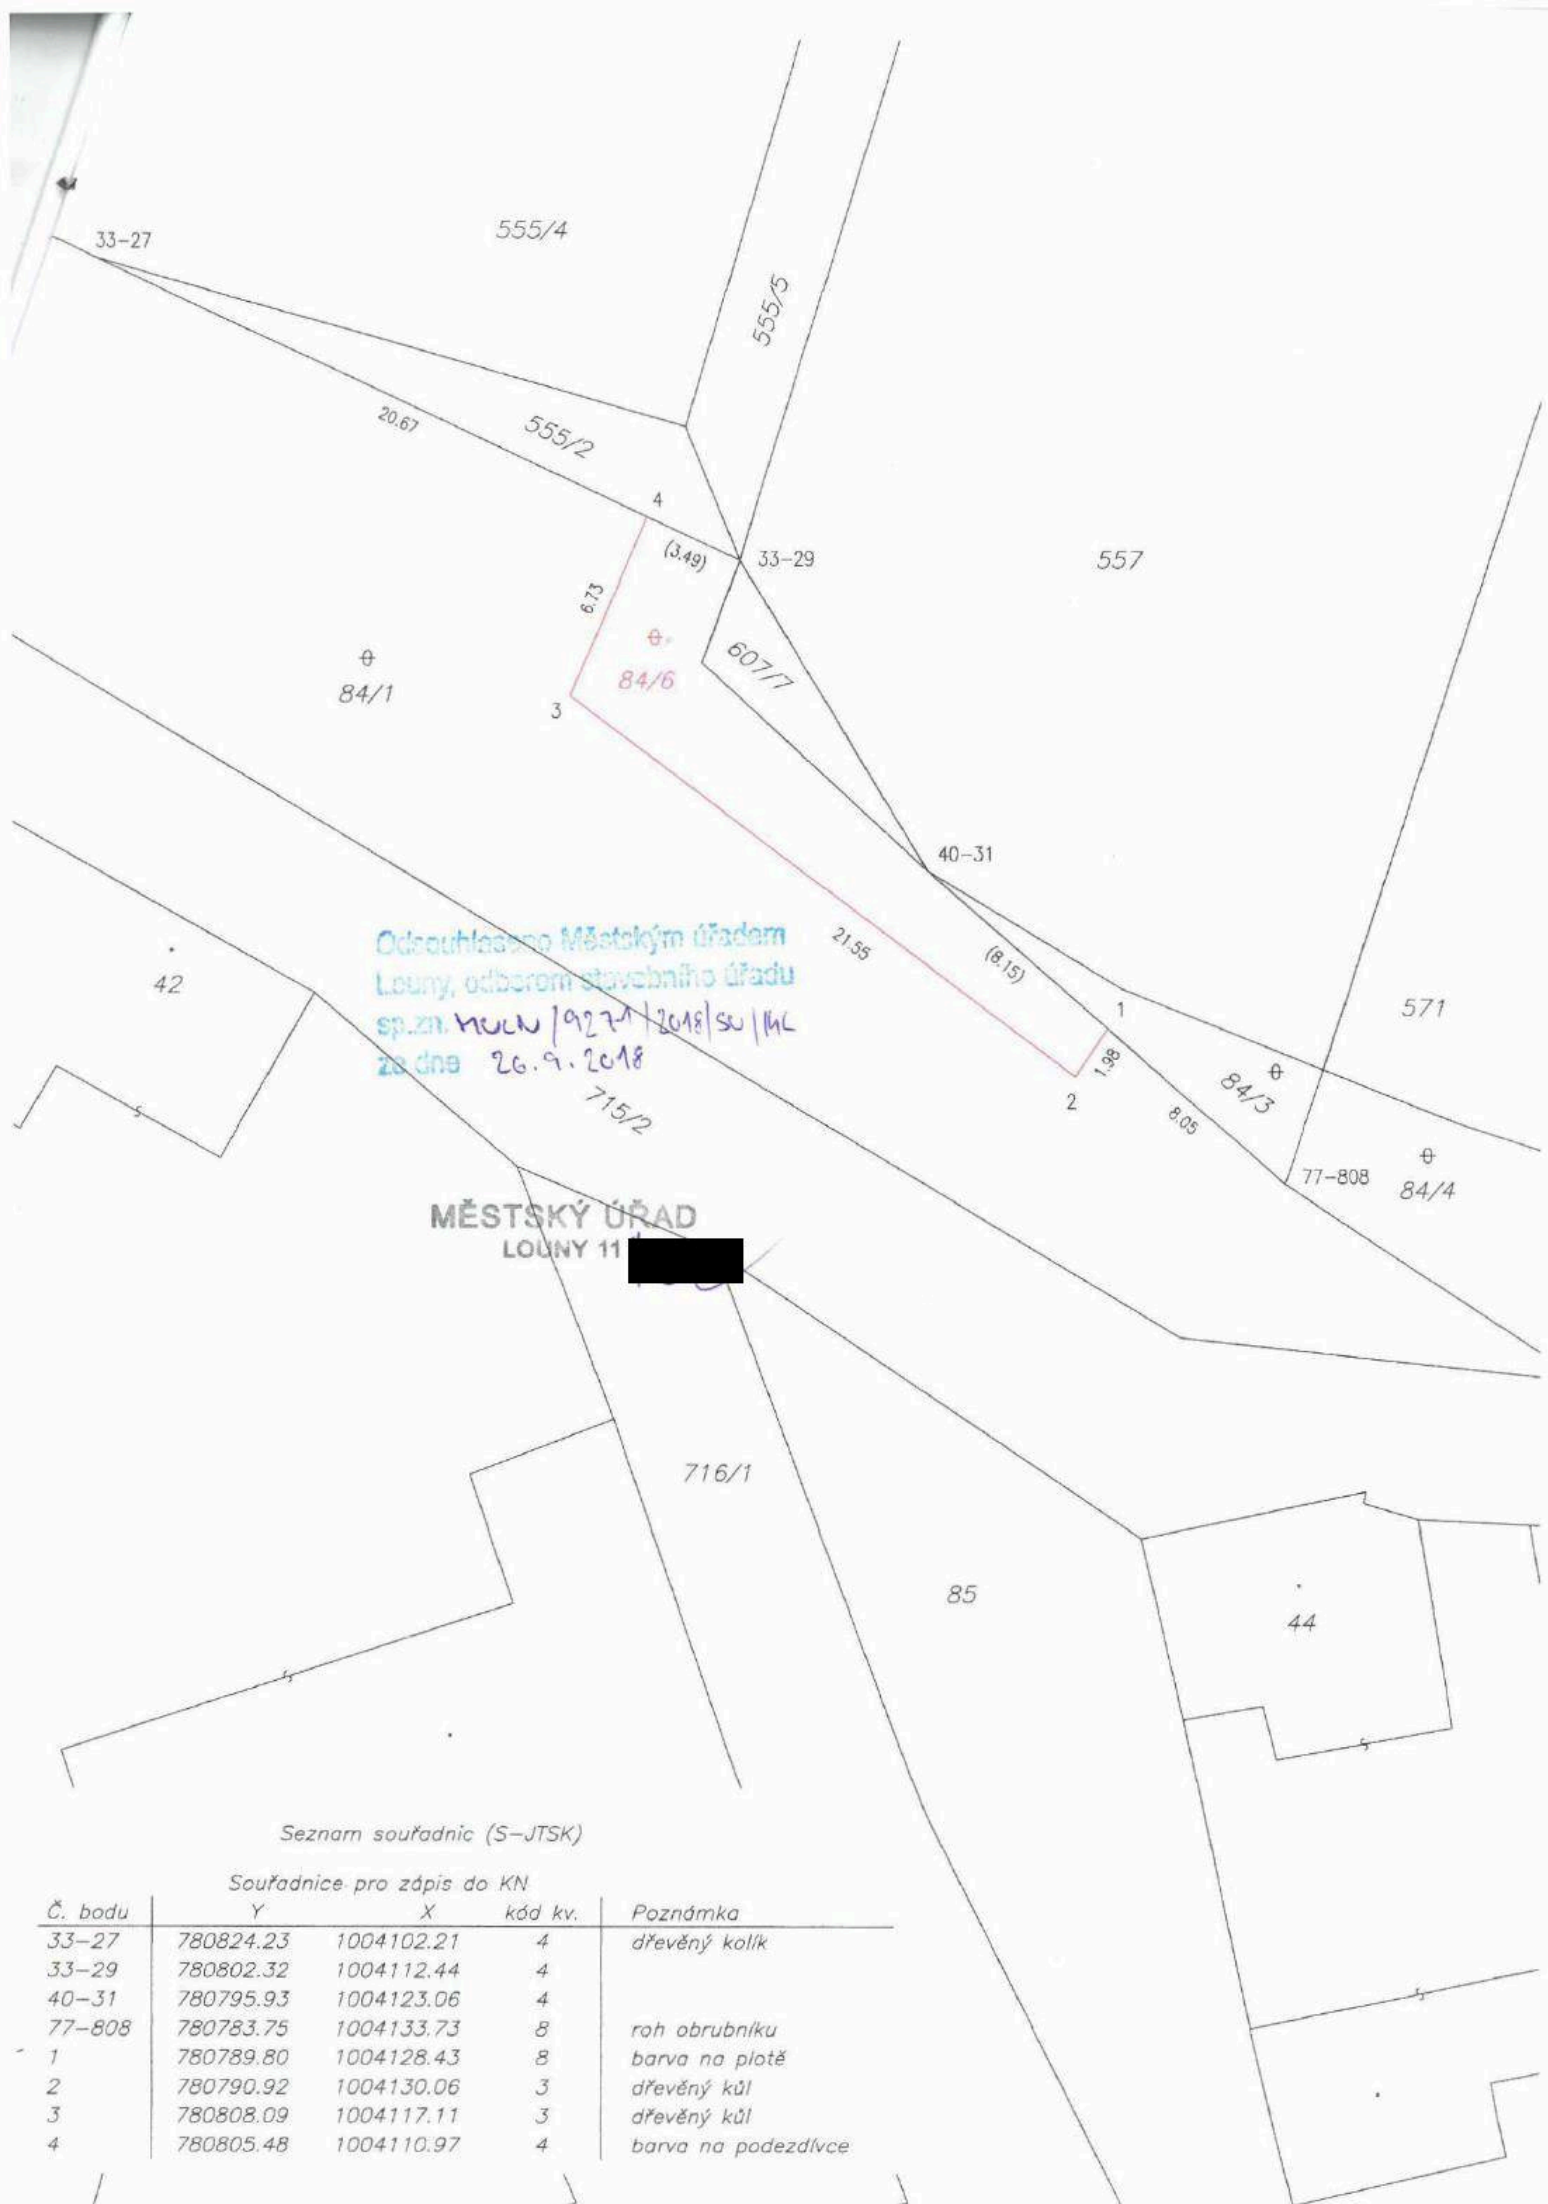 33-27
555/4
555/5
20.67
555/2
4
(3.49)
33-29
557
6.73
84/6
607/7
84/1
3
40-31
Odsouhlaseno Městským úřadem
Louny, odborem stavebního úřadu
sp.zn. MULN /9271/2018/SU/
ze dne 26.9.2018
21.55
(8.15)
42
571
1
1.98
2
84/3
8.05
715/2
77-808
84/4
MĚSTSKÝ ÚŘAD
LOUNY 11
716/1
85
44
Seznam souřadnic (S-JTSK)
Souřadnice pro zápis do KN
Č. bodu Y X kód kv. Poznámka
33-27 780824.23 1004102.21 4 dřevěný kolík
33-29 780802.32 1004112.44 4
40-31 780795.93 1004123.06 4
77-808 780783.75 1004133.73 8 roh obrubníku
1 780789.80 1004128.43 8 barva na plotě
2 780790.92 1004130.06 3 dřevěný kůl
3 780808.09 1004117.11 3 dřevěný kůl
4 780805.48 1004110.97 4 barva na podezdívce